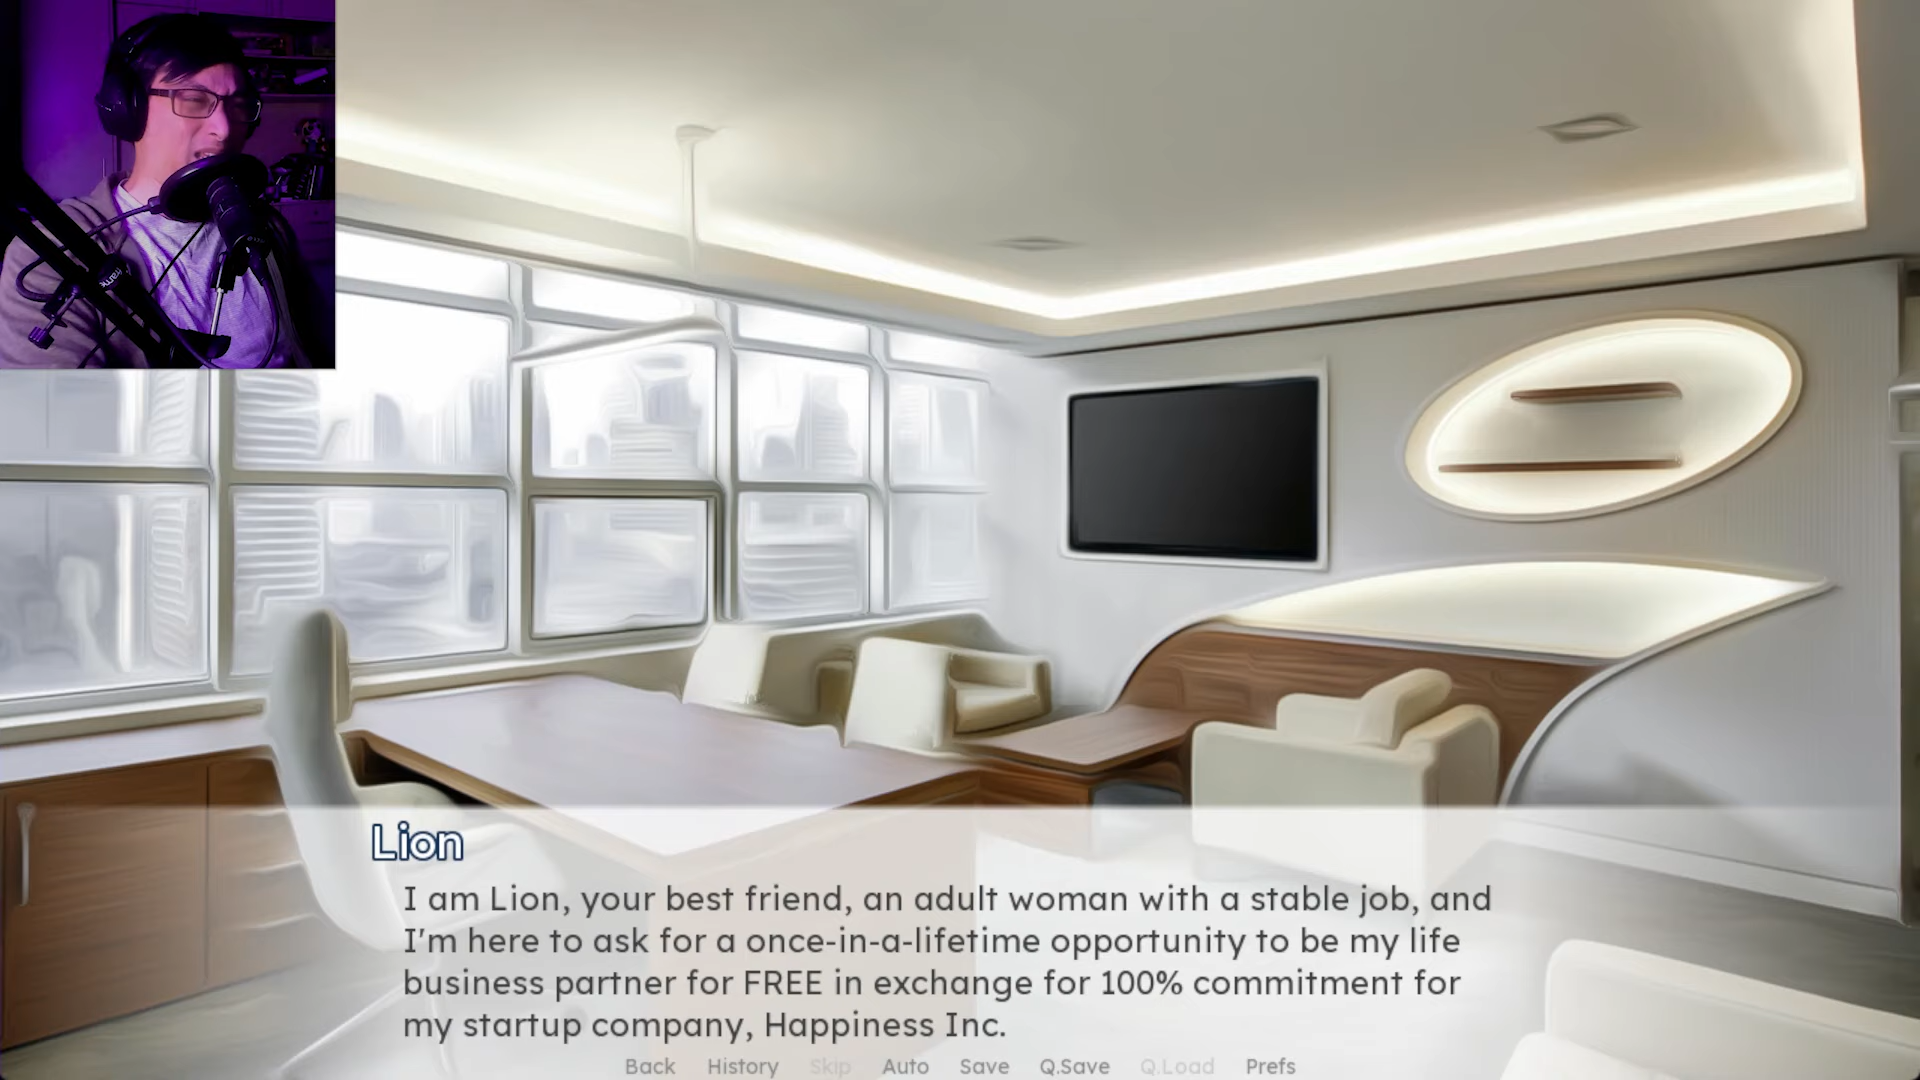 Lion
I am Lion, your best friend, an adult woman with a stable job, and
I'm here to ask for a once-in-a-lifetime opportunity to be my life
business partner for FREE in exchange for 100% commitment for
my startup company, Happiness Inc.
Back History Skip Auto Save Q.Save Q.Load Prefs